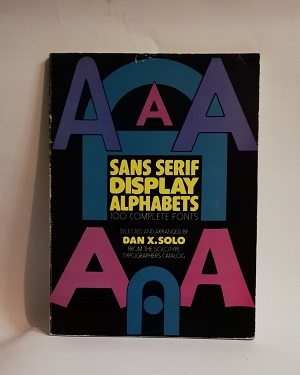 A A A
SANS SERIF
DISPLAY
ALPHABETS
100 COMPLETE FONTS
SELECTED AND ARRANGED BY
DAN X. SOLO
FROM THE SOLOTYPE
TYPOGRAPHERS CATALOG
A A A